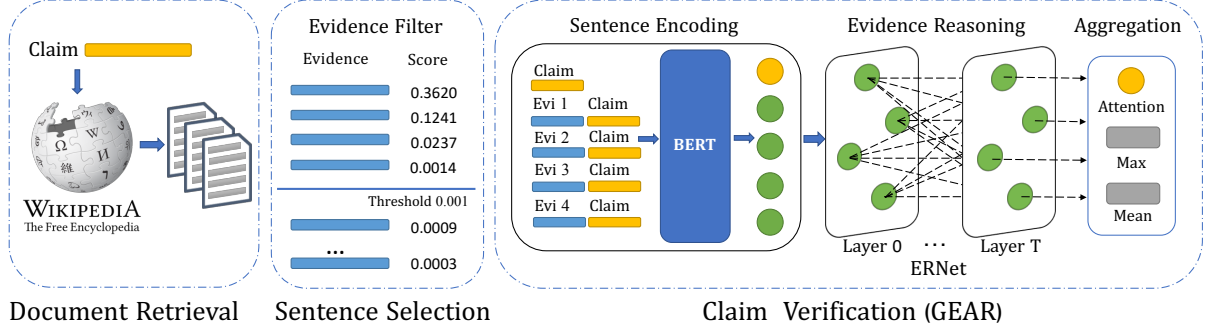 Claim
WIKIPEDIA
The Free Encyclopedia
Document Retrieval
Evidence Filter
Evidence Score
0.3620
0.1241
0.0237
0.0014
Threshold 0.001
0.0009
...
0.0003
Sentence Selection
Sentence Encoding
Claim
Evi 1 Claim
Evi 2 Claim
Evi 3 Claim
Evi 4 Claim
BERT
Evidence Reasoning
Layer 0 ... Layer T
ERNet
Aggregation
Attention
Max
Mean
Claim Verification (GEAR)